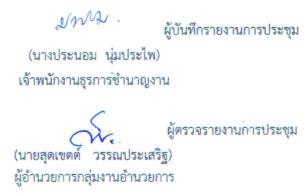 ผู้บันทึกรายงานการประชุม
(นางประนอม นุ่มประไพ)
เจ้าพนักงานธุรการชำนาญงาน
ผู้ตรวจรายงานการประชุม
(นายสุดเขตต์ วรรณประเสริฐ)
ผู้อำนวยการกลุ่มงานอำนวยการ